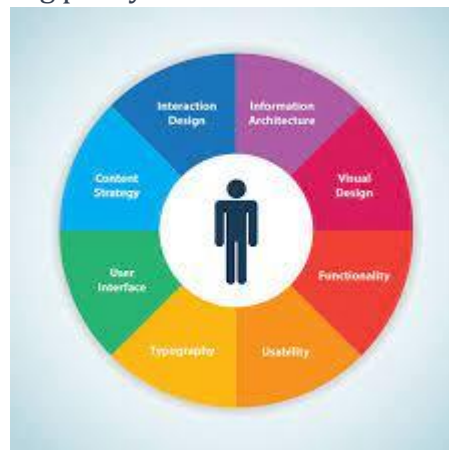 Interaction
Design
Information
Architecture
Visual
Design
Functionality
Usability
Typography
User
Interface
Content
Strategy